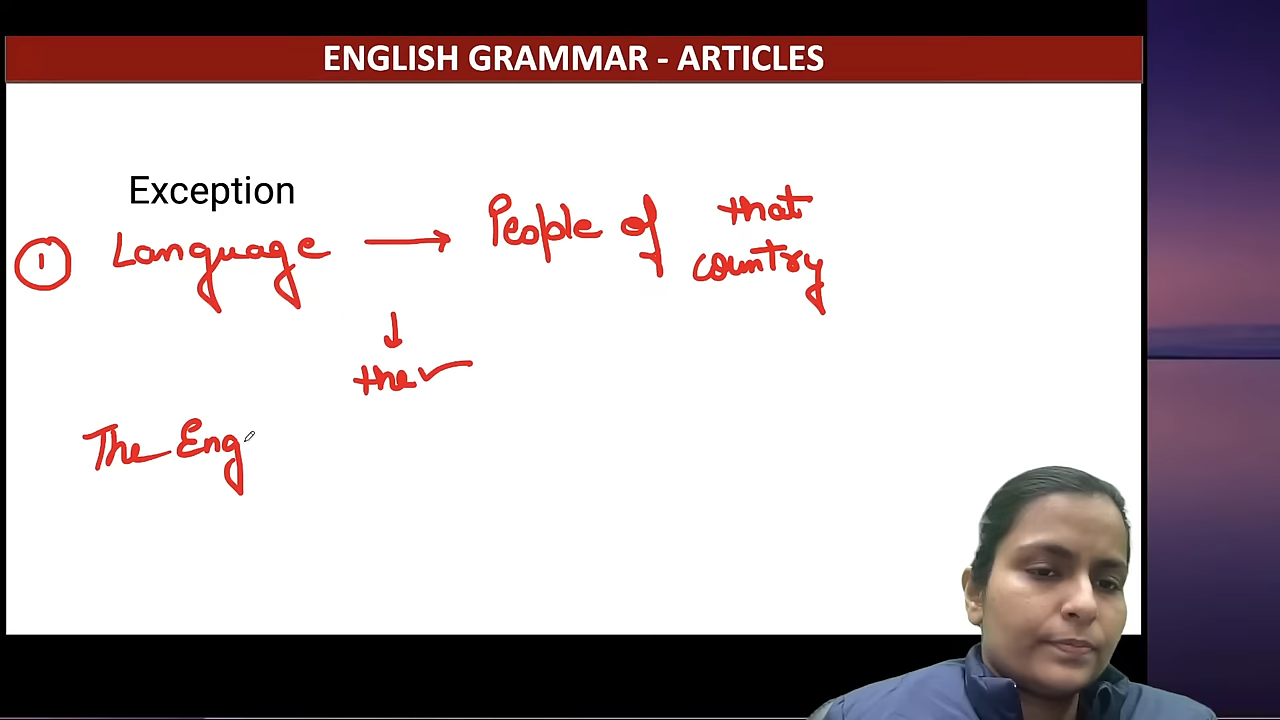 ENGLISH GRAMMAR - ARTICLES
Exception
① Language → People of that
country
↓
the ✓
The Eng